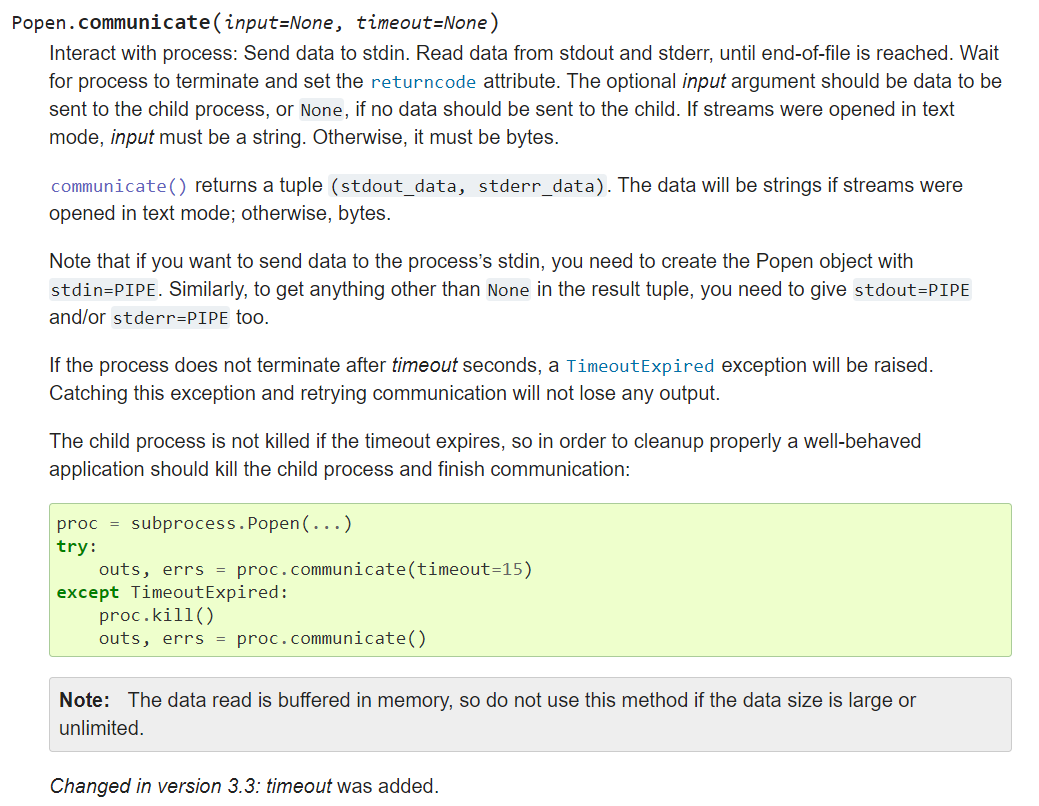 Popen.communicate(input=None, timeout=None)
Interact with process: Send data to stdin. Read data from stdout and stderr, until end-of-file is reached. Wait
for process to terminate and set the returncode attribute. The optional input argument should be data to be
sent to the child process, or None, if no data should be sent to the child. If streams were opened in text
mode, input must be a string. Otherwise, it must be bytes.
communicate() returns a tuple (stdout_data, stderr_data). The data will be strings if streams were
opened in text mode; otherwise, bytes.
Note that if you want to send data to the process’s stdin, you need to create the Popen object with
stdin=PIPE. Similarly, to get anything other than None in the result tuple, you need to give stdout=PIPE
and/or stderr=PIPE too.
If the process does not terminate after timeout seconds, a TimeoutExpired exception will be raised.
Catching this exception and retrying communication will not lose any output.
The child process is not killed if the timeout expires, so in order to cleanup properly a well-behaved
application should kill the child process and finish communication:
proc = subprocess.Popen(...)
try:
    outs, errs = proc.communicate(timeout=15)
except TimeoutExpired:
    proc.kill()
    outs, errs = proc.communicate()
Note: The data read is buffered in memory, so do not use this method if the data size is large or
unlimited.
Changed in version 3.3: timeout was added.